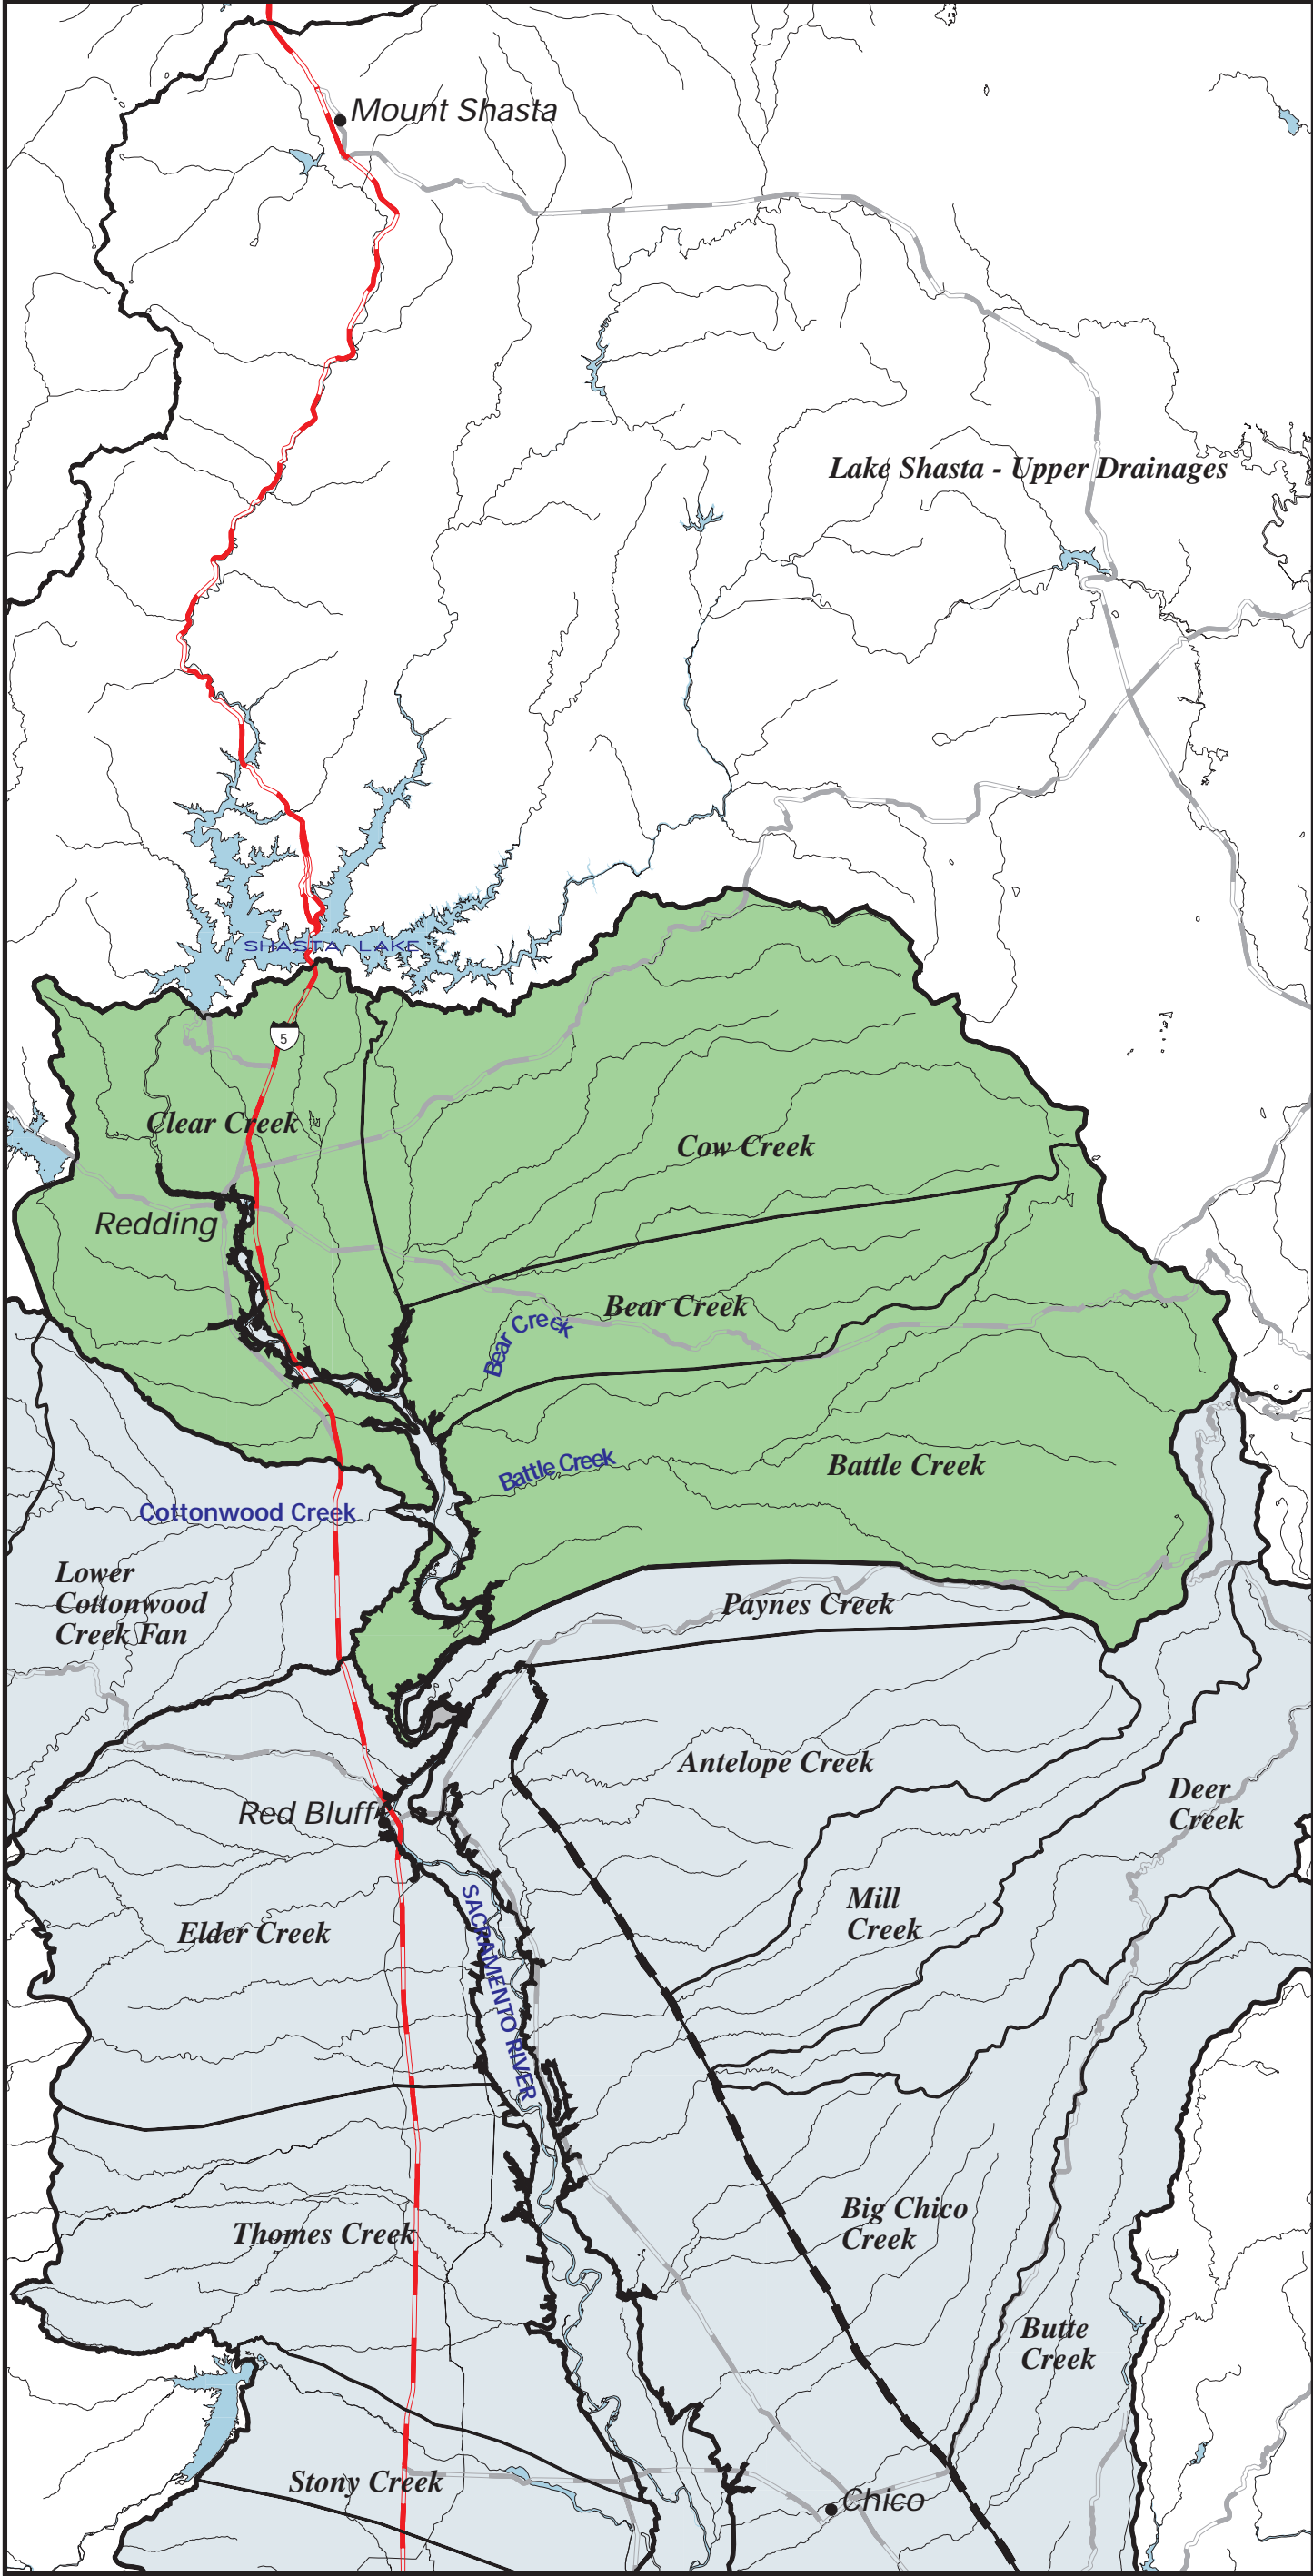 Mount Shasta
Lake Shasta - Upper Drainages
SHASTA LAKE
5
Clear Creek
Cow Creek
Redding
Bear Creek
Bear Creek
Battle Creek
Battle Creek
Cottonwood Creek
Lower
Cottonwood
Creek Fan
Paynes Creek
Antelope Creek
Deer
Creek
Red Bluff
Mill
Creek
SACRAMENTO RIVER
Elder Creek
Big Chico
Creek
Thomes Creek
Butte
Creek
Stony Creek
Chico